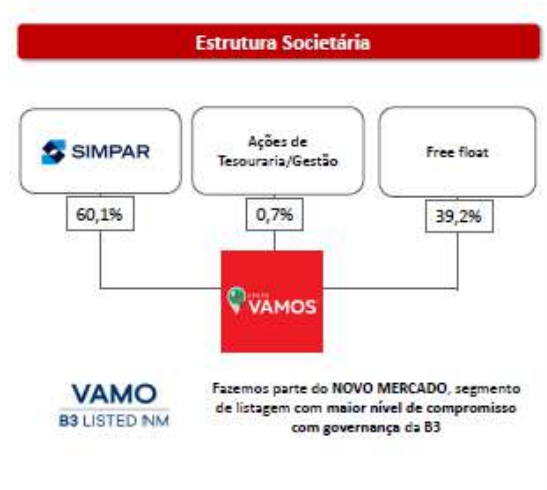 Estrutura Societária
SIMPAR
Ações de
Tesouraria/Gestão
Free float
60,1%
0,7%
39,2%
GRUPO
VAMOS
VAMO
B3 LISTED NM
Fazemos parte do NOVO MERCADO, segmento
de listagem com maior nível de compromisso
com governança da B3